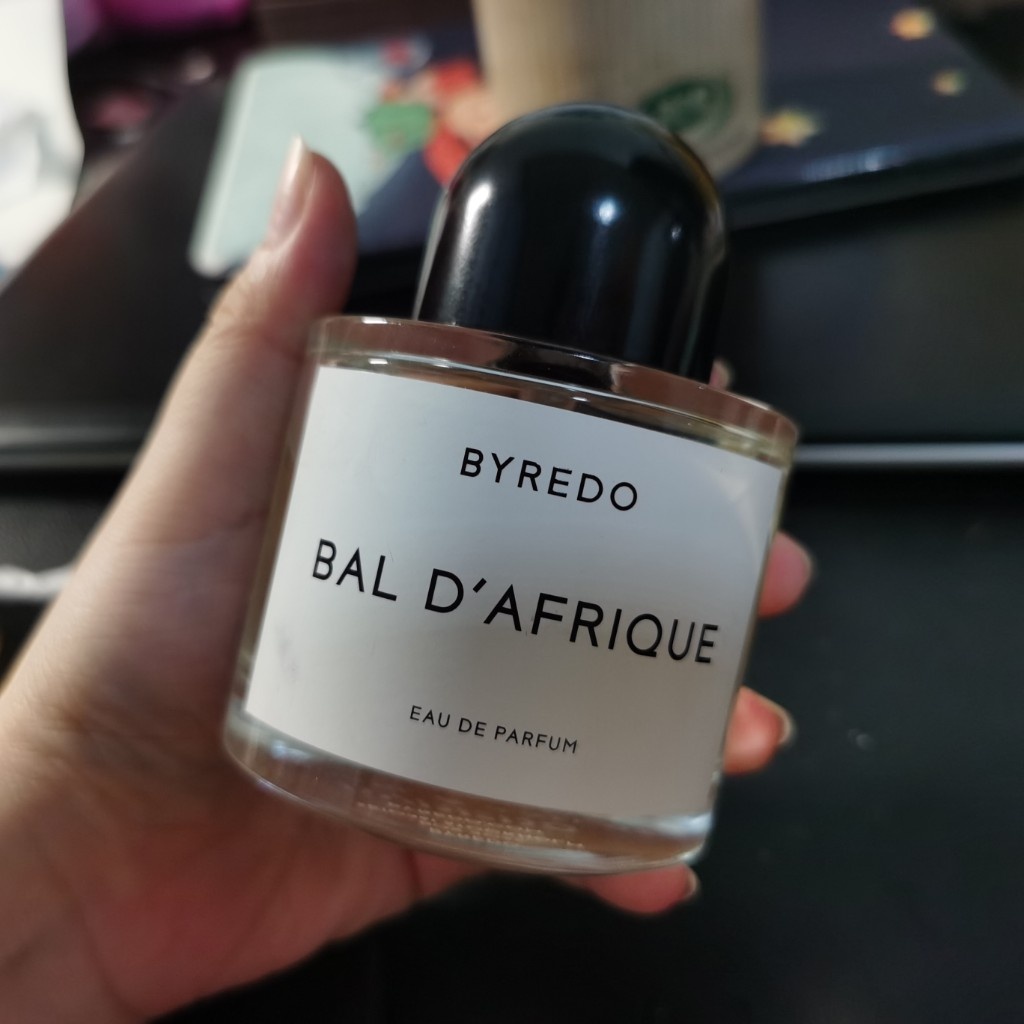 BYREDO
BAL D'AFRIQUE
EAU DE PARFUM